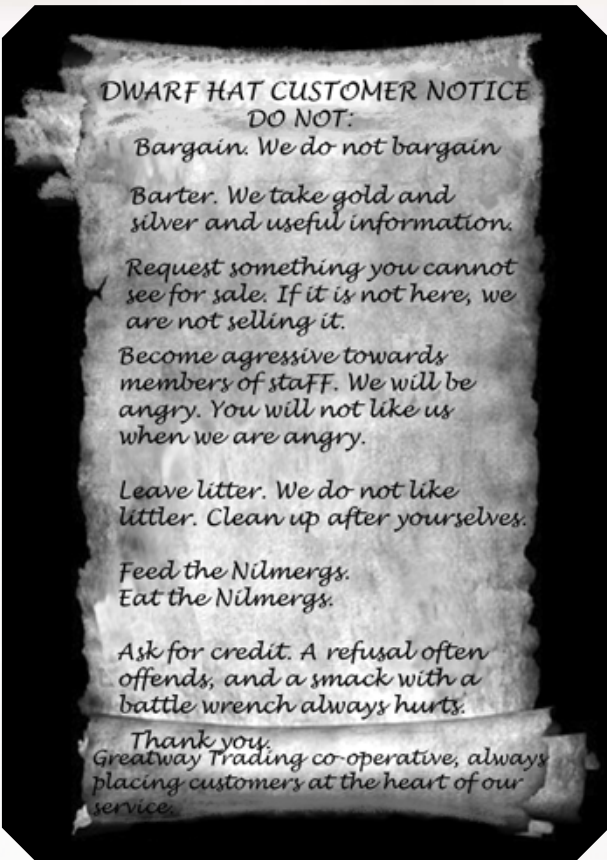 DWARF HAT CUSTOMER NOTICE
DO NOT:
Bargain. We do not bargain
Barter. We take gold and
silver and useful information.
Request something you cannot
see for sale. If it is not here, we
are not selling it.
Become agressive towards
members of staFF. We will be
angry. You will not like us
when we are angry.
Leave litter. We do not like
littler. Clean up after yourselves.
Feed the Nilmergs.
Eat the Nilmergs.
Ask for credit. A refusal often
offends, and a smack with a
battle wrench always hurts.
Thank you.
Greatway Trading co-operative, always
placing customers at the heart of our
service.